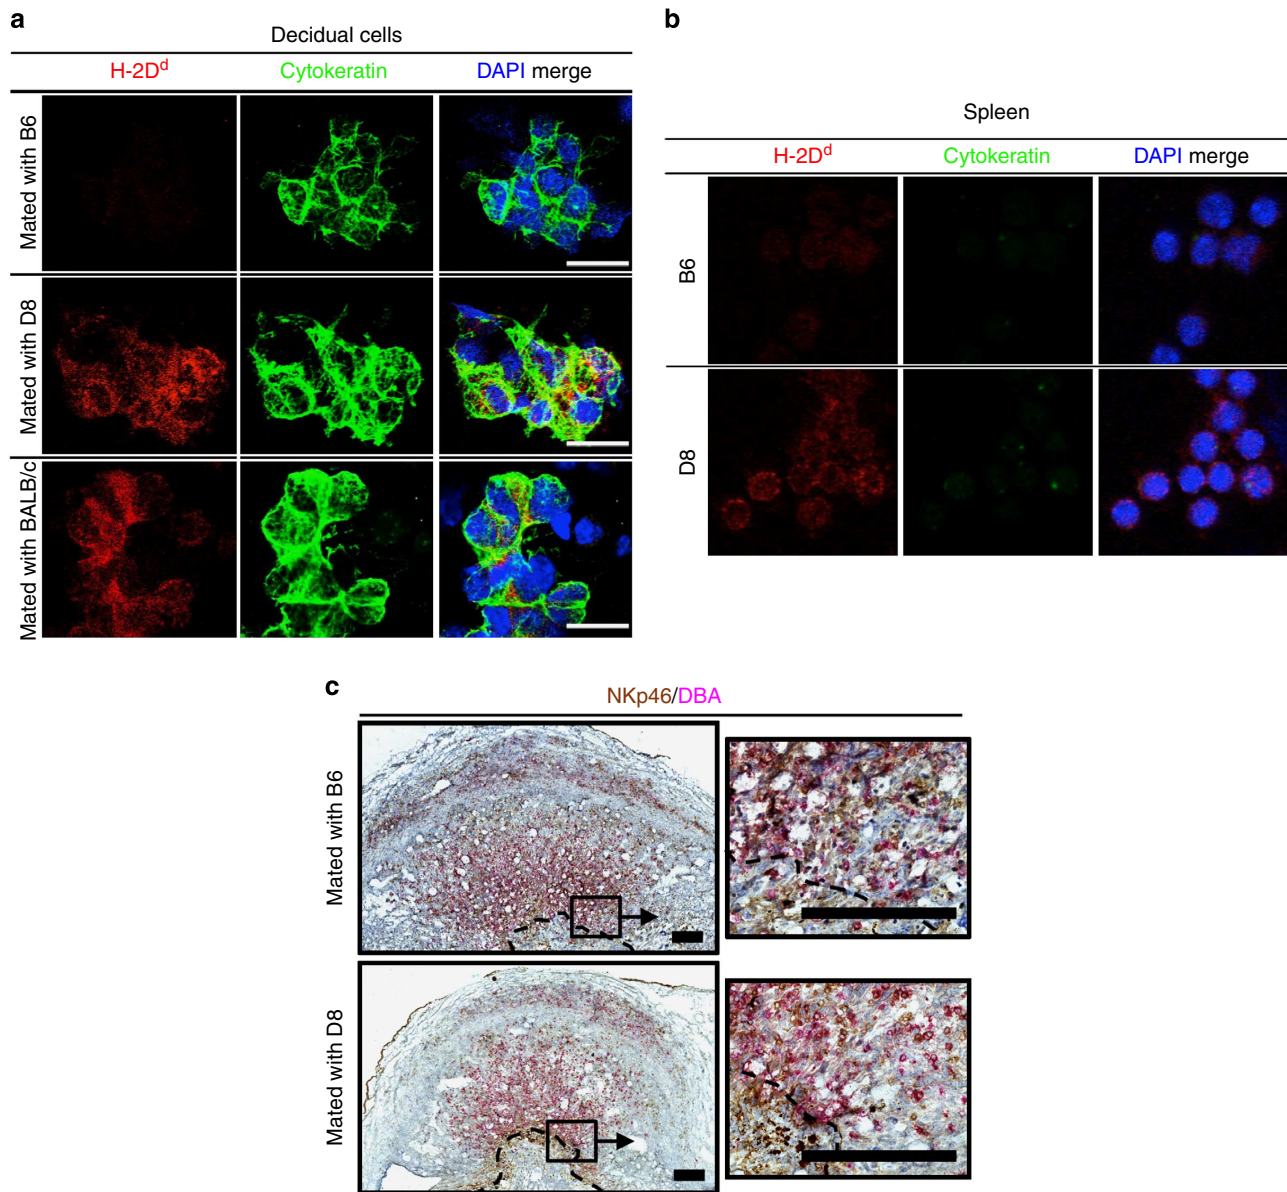 a
Decidual cells
H-2Dd
Cytokeratin
DAPI merge
Mated with B6
Mated with D8
Mated with BALB/c
b
Spleen
H-2Dd
Cytokeratin
DAPI merge
B6
D8
c
NKp46/DBA
Mated with B6
Mated with D8